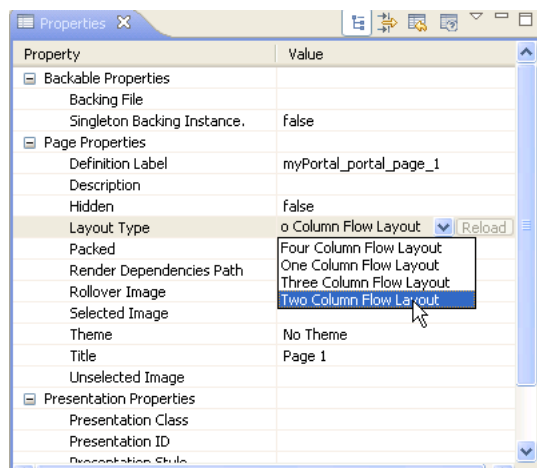 Properties
Property Value
Backable Properties
Backing File
Singleton Backing Instance. false
Page Properties
Definition Label myPortal_portal_page_1
Description
Hidden false
Layout Type o Column Flow Layout Reload
Four Column Flow Layout
Packed
One Column Flow Layout
Render Dependencies Path
Three Column Flow Layout
Rollover Image
Two Column Flow Layout
Selected Image
Theme No Theme
Title Page 1
Unselected Image
Presentation Properties
Presentation Class
Presentation ID
Presentation Style